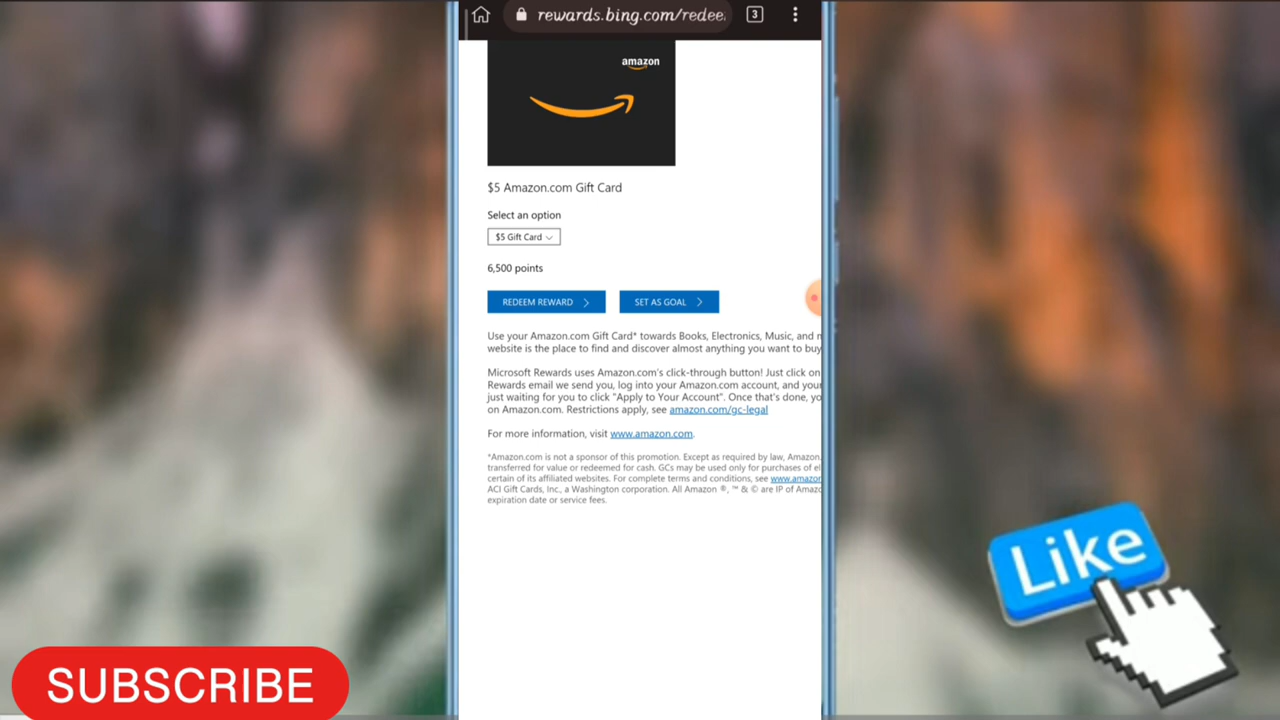 rewards.bing.com/redee
3
amazon
$5 Amazon.com Gift Card
Select an option
$5 Gift Card
6,500 points
REDEEM REWARD
SET AS GOAL
Use your Amazon.com Gift Card* towards Books, Electronics, Music, and
website is the place to find and discover almost anything you want to buy
Microsoft Rewards uses Amazon.com's click-through button! Just click on
Rewards email we send you, log into your Amazon.com account, and your
just waiting for you to click "Apply to Your Account". Once that's done,
on Amazon.com. Restrictions apply, see amazon.com/gc-legal
For more information, visit www.amazon.com.
*Amazon.com is not a sponsor of this promotion. Except as required by law, Amazon.
transferred for value or redeemed for cash. GCs may be used only for purchases of
certain of its affiliated websites. For complete terms and conditions, see www.amazon
ACI Gift Cards, Inc., a Washington corporation. All Amazon ®, ™ & © are IP of
expiration date or service fees.
Like
SUBSCRIBE